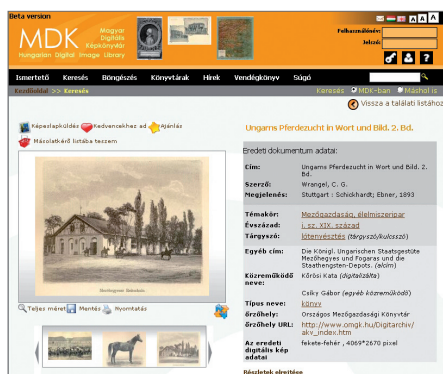 Beta version
MDK
Magyar
Digitális
Képkönyvtár
Hungarian Digital Image Library
Felhasználónév:
Jelszó:
A A A
Ismertető Keresés Böngészés Könyvtárak Hírek Vendégkönyv Súgó
Kezdőoldal >> Keresés
Keresés MDK-ban Máshol is
Vissza a találati listához
Képeslapküldés Kedvencekhez ad Ajánlás
Másolatkérő listába teszem
Ungarns Pferdezucht in Wort und Bild. 2. Bd.
Eredeti dokumentum adatai:
Cím: Ungarns Pferdezucht in Wort und Bild. 2. Bd.
Szerző: Wrangel, C. G.
Megjelenés: Stuttgart : Schickhardt; Ebner, 1893
Témakör: Mezőgazdaság, élelmiszeripar
Évszázad: i. sz. XIX. század
Tárgyszó: lótenyésztés (tárgyszó/kulcsszó)
Egyéb cím: Die Königl. Ungarischen Staatsgestüte Mezőhegyes und Fogaras und die Staathengsten-Depots. (alcím)
Közreműködő neve: Kőrösi Kata (digitalizálta)
Csíky Gábor (egyéb közreműködő)
Típus neve: könyv
őrzőhely: Országos Mezőgazdasági Könyvtár
őrzőhely URL: http://www.omgk.hu/Digitarchiv/aky_index.htm
Az eredeti digitális kép adatai fekete-fehér , 4069*2670 pixel
Részletek elrejtése
Teljes méret Mentés Nyomtatás